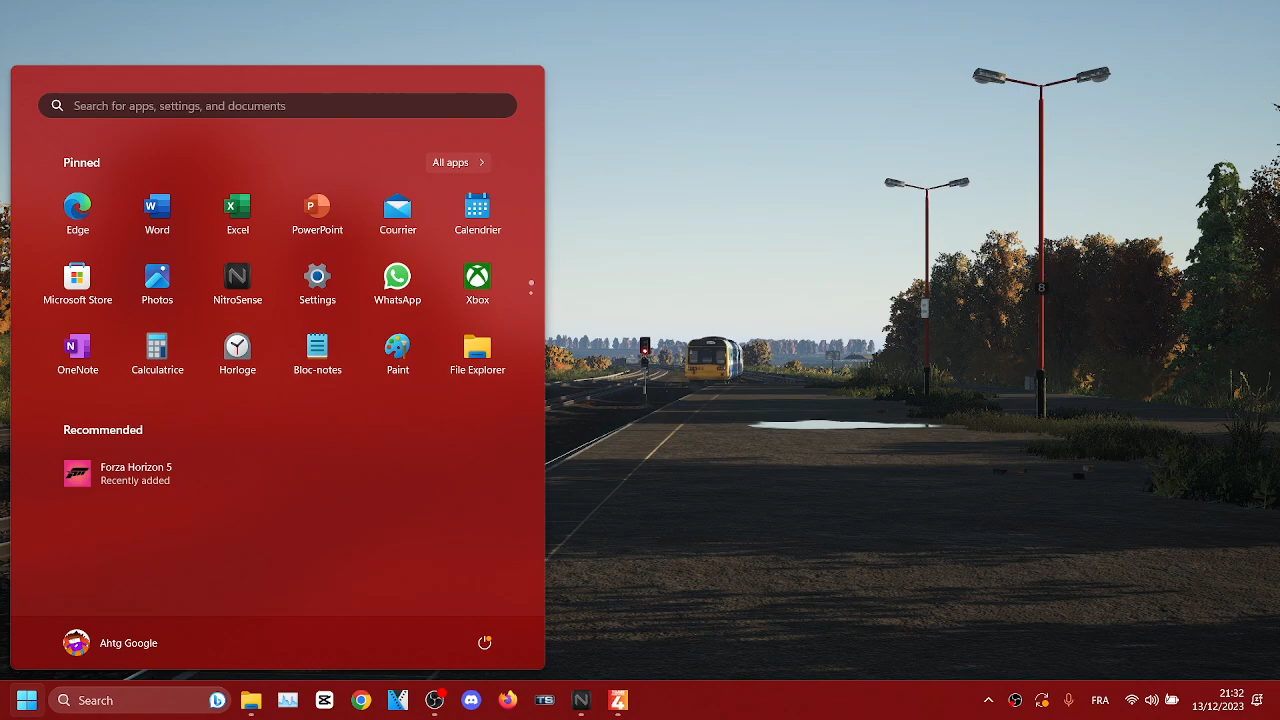 Search for apps, settings, and documents
Pinned
All apps
Edge
Word
Excel
PowerPoint
Courrier
Calendrier
Microsoft Store
Photos
NitroSense
Settings
WhatsApp
Xbox
OneNote
Calculatrice
Horloge
Bloc-notes
Paint
File Explorer
Recommended
Forza Horizon 5
Recently added
8
Ahtg Google
Search
TS
FRA
21:32
13/12/2023